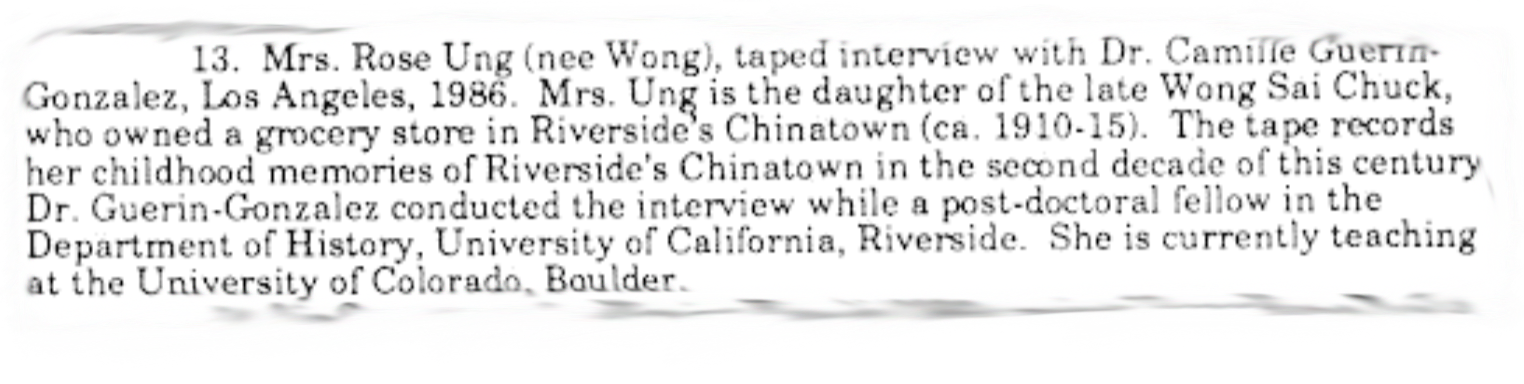 13. Mrs. Rose Ung (nee Wong), taped interview with Dr. Camille Guerin-
Gonzalez, Los Angeles, 1986. Mrs. Ung is the daughter of the late Wong Sai Chuck,
who owned a grocery store in Riverside's Chinatown (ca. 1910-15). The tape records
her childhood memories of Riverside's Chinatown in the second decade of this century
Dr. Guerin-Gonzalez conducted the interview while a post-doctoral fellow in the
Department of History, University of California, Riverside. She is currently teaching
at the University of Colorado, Boulder.